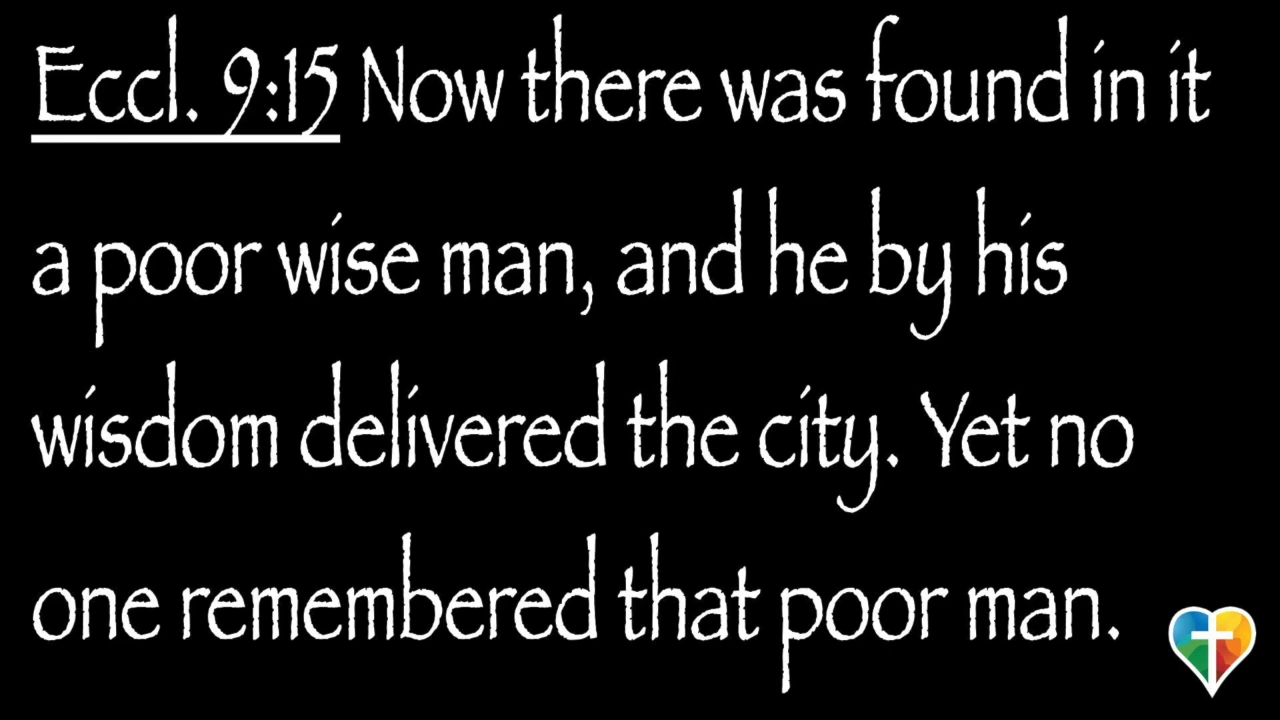 Eccl. 9:15 Now there was found in it
a poor wise man, and he by his
wisdom delivered the city. Yet no
one remembered that poor man.